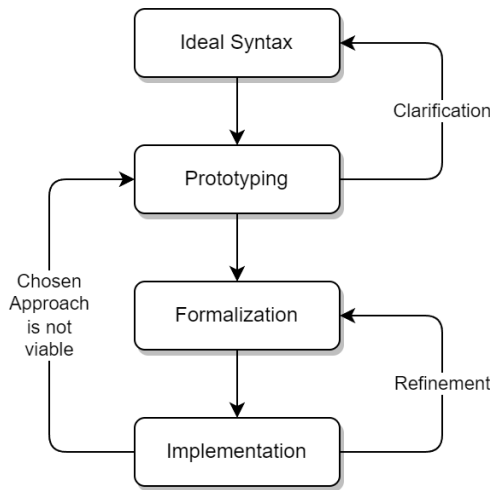 Ideal Syntax
Clarification
Prototyping
Chosen
Approach
is not
viable
Formalization
Refinement
Implementation